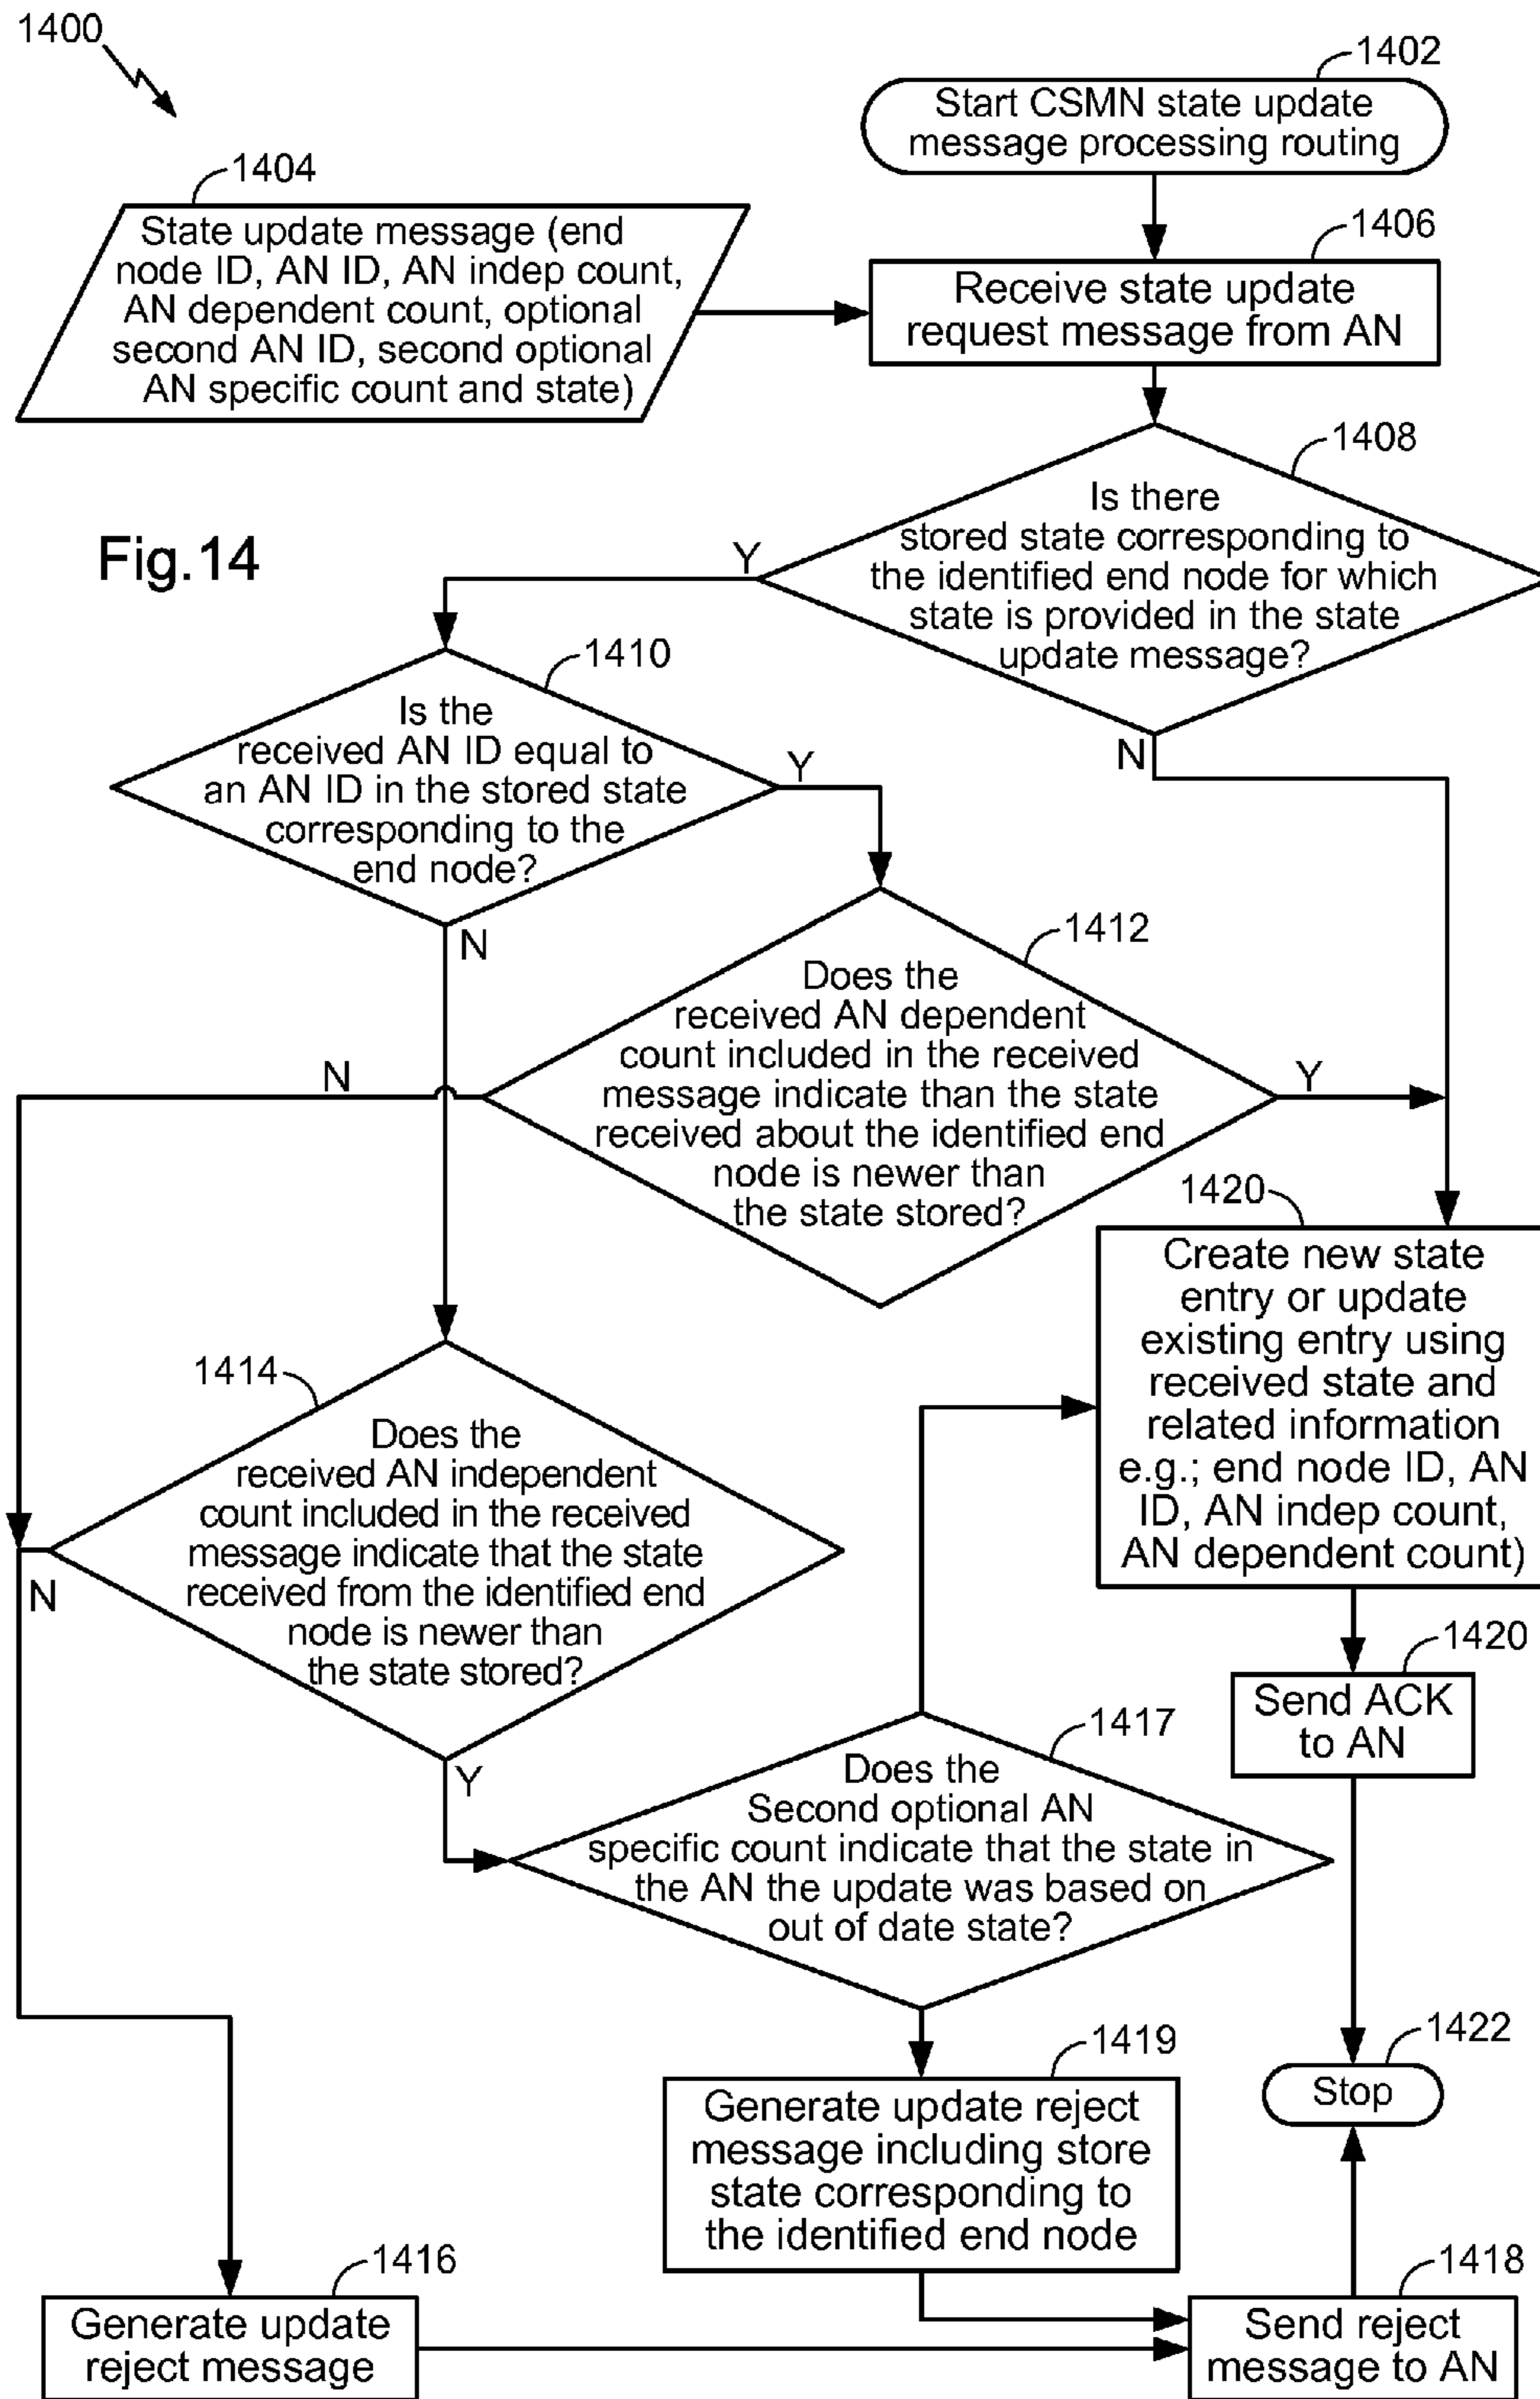 1400
1402
Start CSMN state update
message processing routing
1404
State update message (end
node ID, AN ID, AN indep count,
AN dependent count, optional
second AN ID, second optional
AN specific count and state)
1406
Receive state update
request message from AN
1408
Is there
stored state corresponding to
the identified end node for which
state is provided in the state
update message?
Fig.14
Y
N
1410
Is the
received AN ID equal to
an AN ID in the stored state
corresponding to the
end node?
Y
N
1412
Does the
received AN dependent
count included in the received
message indicate than the state
received about the identified end
node is newer than
the state stored?
N
Y
1420
Create new state
entry or update
existing entry using
received state and
related information
e.g.; end node ID, AN
ID, AN indep count,
AN dependent count)
1414
Does the
received AN independent
count included in the received
message indicate that the state
received from the identified end
node is newer than
the state stored?
N
Y
1420
Send ACK
to AN
1417
Does the
Second optional AN
specific count indicate that the state in
the AN the update was based on
out of date state?
1422
Stop
1419
Generate update reject
message including store
state corresponding to
the identified end node
1416
Generate update
reject message
1418
Send reject
message to AN